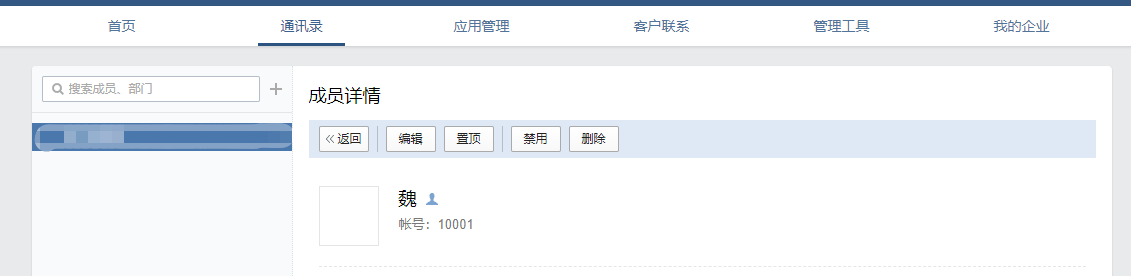 首页 通讯录 应用管理 客户联系 管理工具 我的企业
搜索成员、部门
成员详情
返回 编辑 置顶 禁用 删除
魏
帐号：10001